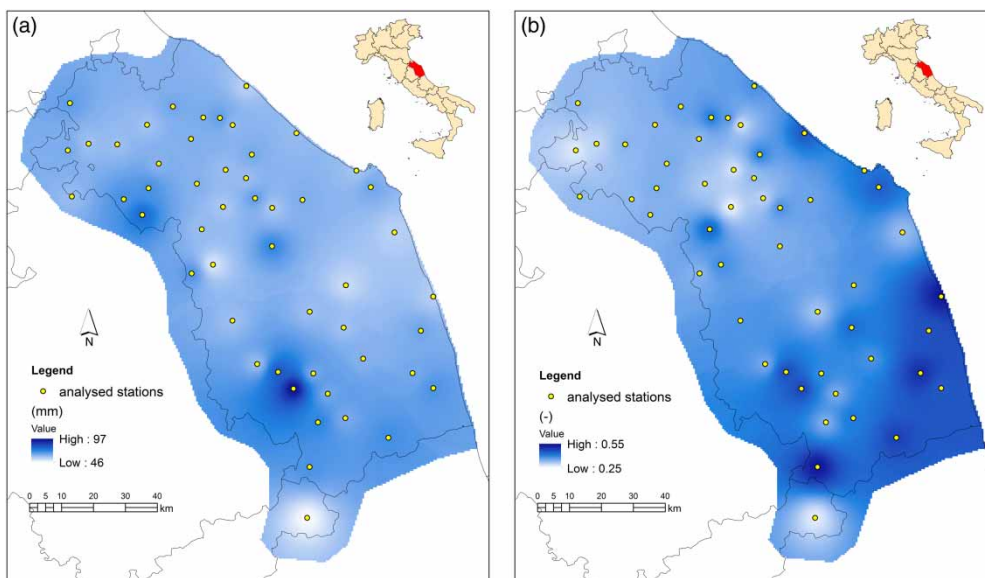 (a)
N
Legend
analysed stations
(mm)
Value
High : 97
Low : 46
0 5 10 20 30 40
km
(b)
N
Legend
analysed stations
(-)
Value
High : 0.55
Low : 0.25
0 5 10 20 30 40
km